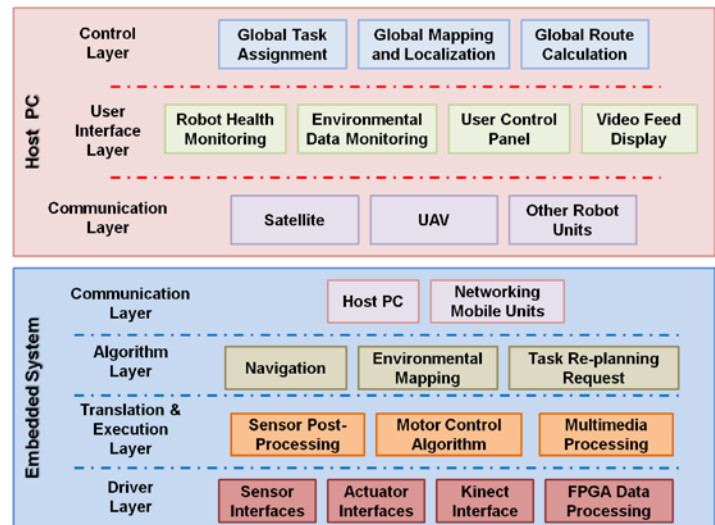 Host PC
Control
Layer
Global Task
Assignment
Global Mapping
and Localization
Global Route
Calculation
User
Interface
Layer
Robot Health
Monitoring
Environmental
Data Monitoring
User Control
Panel
Video Feed
Display
Communication
Layer
Satellite
UAV
Other Robot
Units
Embedded System
Communication
Layer
Host PC
Networking
Mobile Units
Algorithm
Layer
Navigation
Environmental
Mapping
Task Re-planning
Request
Translation &
Execution
Layer
Sensor Post-
Processing
Motor Control
Algorithm
Multimedia
Processing
Driver
Layer
Sensor
Interfaces
Actuator
Interfaces
Kinect
Interface
FPGA Data
Processing